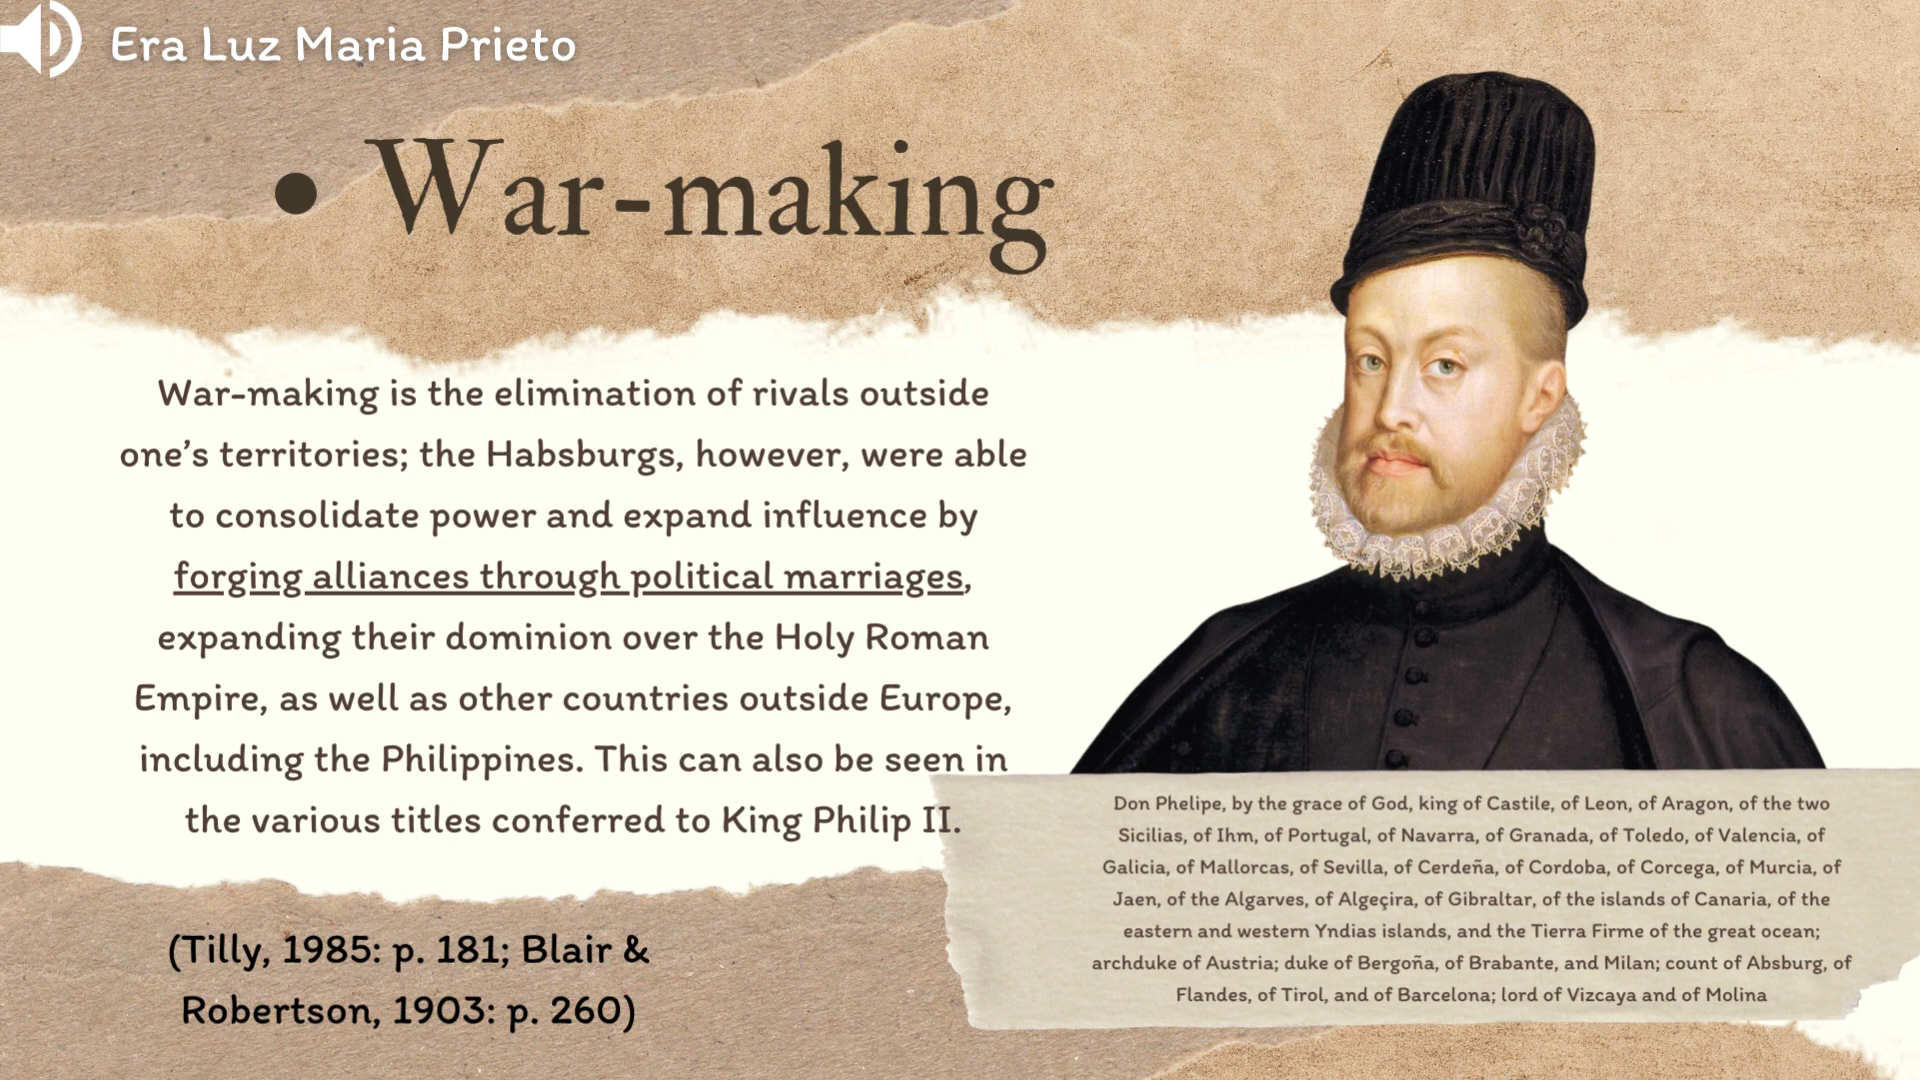 Era Luz Maria Prieto
• War-making
War-making is the elimination of rivals outside
one’s territories; the Habsburgs, however, were able
to consolidate power and expand influence by
forging alliances through political marriages,
expanding their dominion over the Holy Roman
Empire, as well as other countries outside Europe,
including the Philippines. This can also be seen in
the various titles conferred to King Philip II.
(Tilly, 1985: p. 181; Blair &
Robertson, 1903: p. 260)
Don Phelipe, by the grace of God, king of Castile, of Leon, of Aragon, of the two
Sicilias, of Ihm, of Portugal, of Navarra, of Granada, of Toledo, of Valencia, of
Galicia, of Mallorcas, of Sevilla, of Cerdeña, of Cordoba, of Corcega, of Murcia, of
Jaen, of the Algarves, of Algeçira, of Gibraltar, of the islands of Canaria, of the
eastern and western Yndias islands, and the Tierra Firme of the great ocean;
archduke of Austria; duke of Bergoña, of Brabante, and Milan; count of Absburg, of
Flandes, of Tirol, and of Barcelona; lord of Vizcaya and of Molina